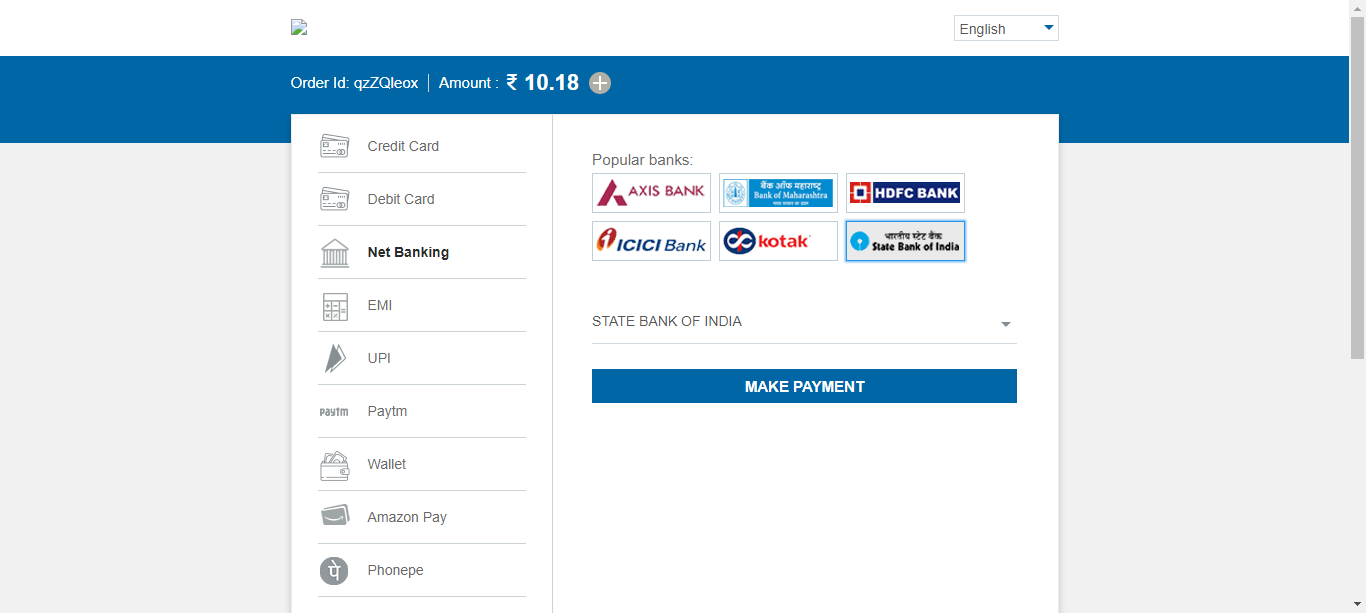 English
Order Id: qzZQleox | Amount : ₹ 10.18
Credit Card
Debit Card
Net Banking
EMI
UPI
Paytm
Paytm
Wallet
Amazon Pay
पे
Phonepe
Popular banks:
AXIS BANK
बैंक ऑफ महाराष्ट्र
Bank of Maharashtra
HDFC BANK
ICICI Bank
kotak
भारतीय स्टेट बैंक
State Bank of India
STATE BANK OF INDIA
MAKE PAYMENT